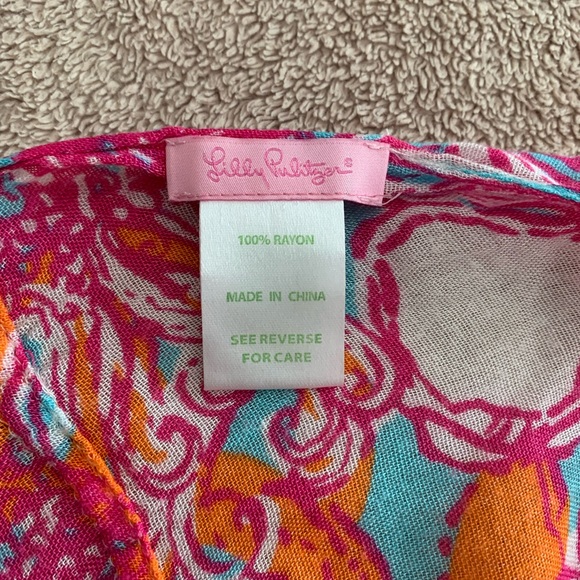 Lilly Pulitzer®
100% RAYON
MADE IN CHINA
SEE REVERSE
FOR CARE